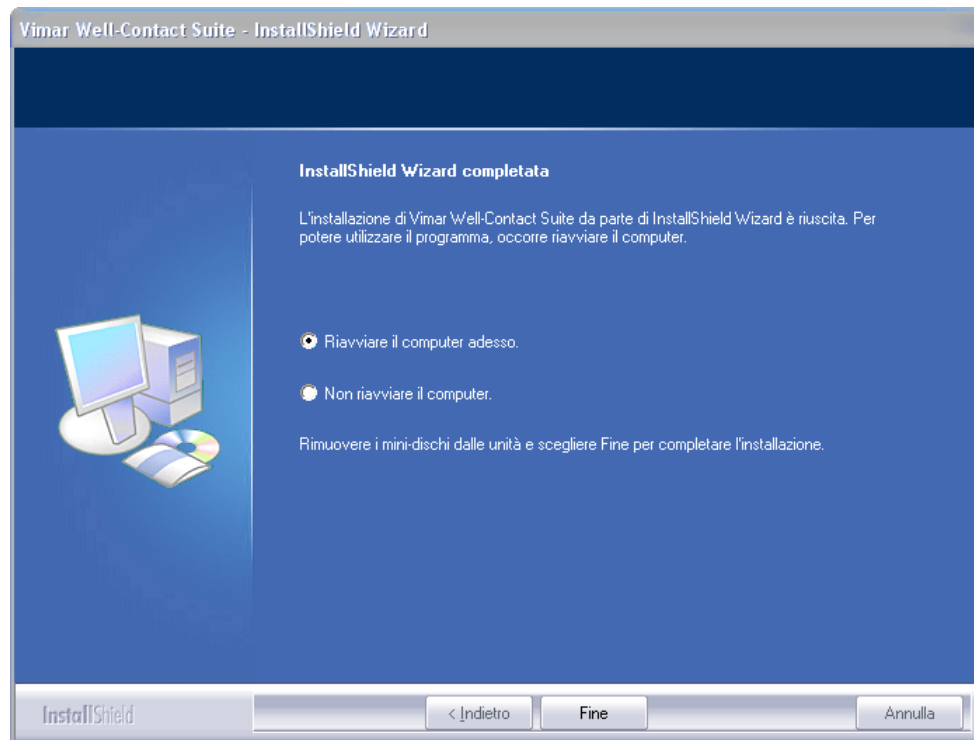 Vimar Well-Contact Suite - InstallShield Wizard
InstallShield Wizard completata
L'installazione di Vimar Well-Contact Suite da parte di InstallShield Wizard è riuscita. Per
potere utilizzare il programma, occorre riavviare il computer.
Riavviare il computer adesso.
Non riavviare il computer.
Rimuovere i mini-dischi dalle unità e scegliere Fine per completare l'installazione.
InstallShield
< Indietro
Fine
Annulla